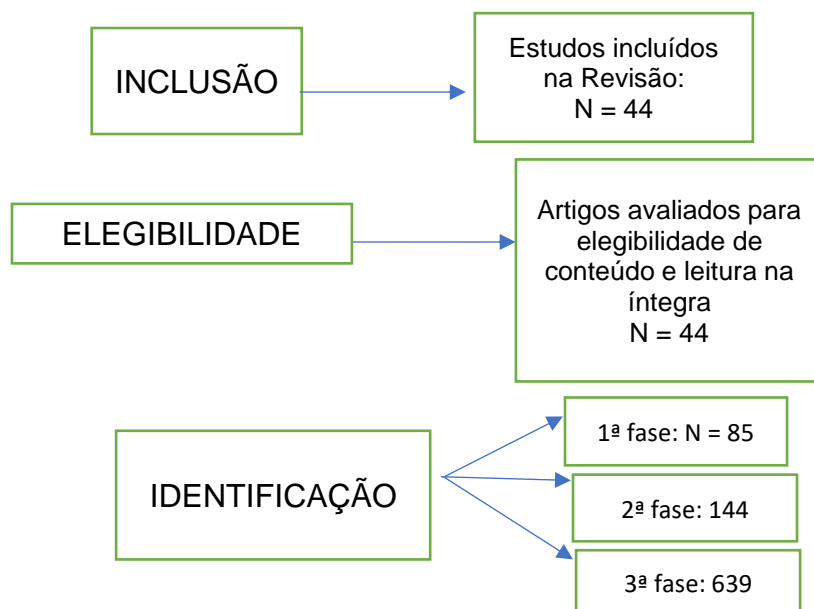 INCLUSÃO
Estudos incluídos
na Revisão:
N = 44
ELEGIBILIDADE
Artigos avaliados para
elegibilidade de
conteúdo e leitura na
íntegra
N = 44
IDENTIFICAÇÃO
1ª fase: N = 85
2ª fase: 144
3ª fase: 639